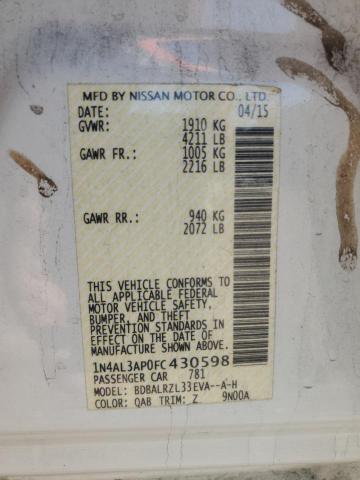 MFD BY NISSAN MOTOR CO., LTD.
DATE: 04/15
GVWR: 1910 KG
4211 LB
GAWR FR.: 1005 KG
2216 LB
GAWR RR.: 940 KG
2072 LB
THIS VEHICLE CONFORMS TO
ALL APPLICABLE FEDERAL
MOTOR VEHICLE SAFETY,
BUMPER, AND THEFT
PREVENTION STANDARDS IN
EFFECT ON THE DATE OF
MANUFACTURE SHOWN ABOVE.
1N4AL3AP0FC430598
PASSENGER CAR 781
MODEL: BDBALRZL33EVA--A-H
COLOR: QAB TRIM: Z 9N00A